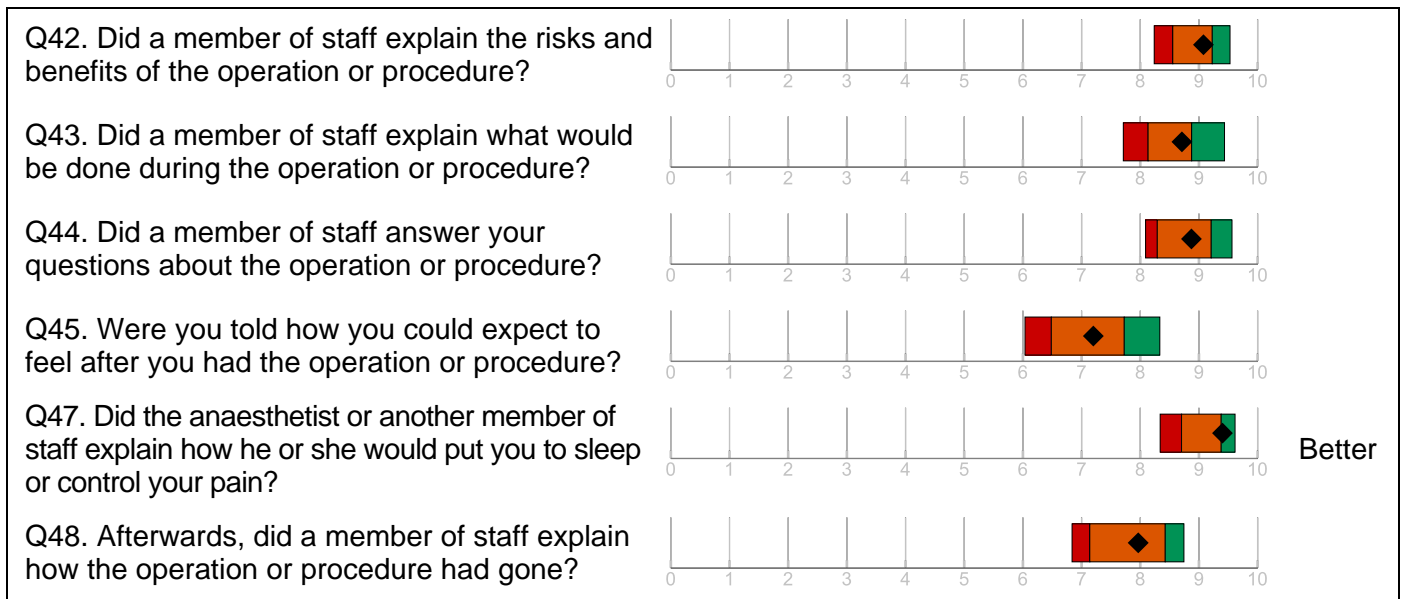 Q42. Did a member of staff explain the risks and
benefits of the operation or procedure?
0 1 2 3 4 5 6 7 8 9 10
Q43. Did a member of staff explain what would
be done during the operation or procedure?
0 1 2 3 4 5 6 7 8 9 10
Q44. Did a member of staff answer your
questions about the operation or procedure?
0 1 2 3 4 5 6 7 8 9 10
Q45. Were you told how you could expect to
feel after you had the operation or procedure?
0 1 2 3 4 5 6 7 8 9 10
Q47. Did the anaesthetist or another member of
staff explain how he or she would put you to sleep
or control your pain?
0 1 2 3 4 5 6 7 8 9 10
Better
Q48. Afterwards, did a member of staff explain
how the operation or procedure had gone?
0 1 2 3 4 5 6 7 8 9 10